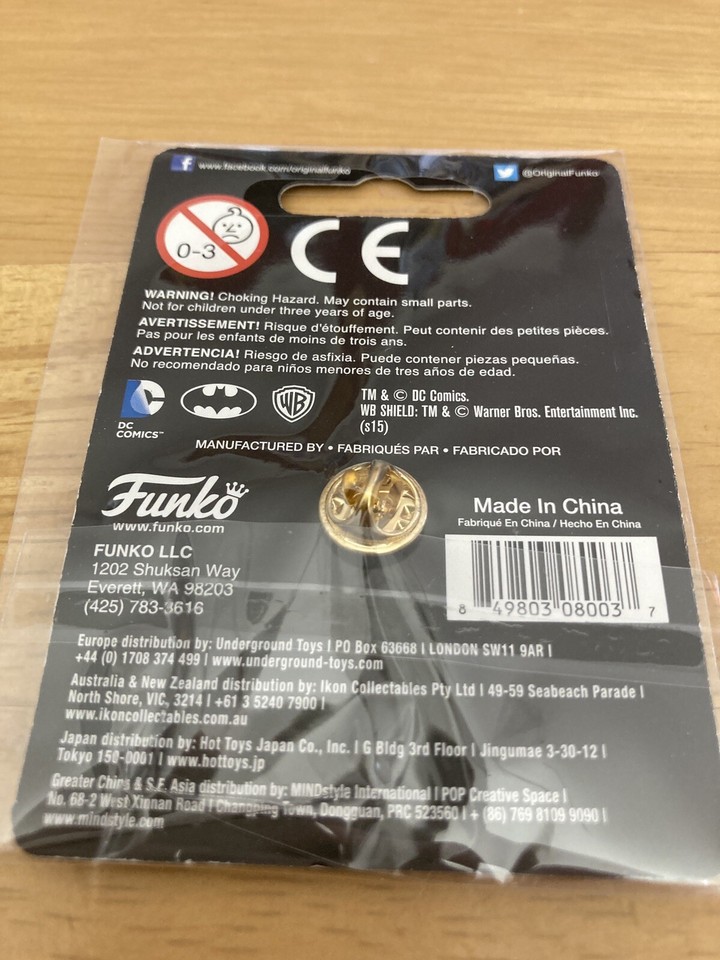 www.facebook.com/originalfunko
@OriginalFunko
0-3
CE
WARNING! Choking Hazard. May contain small parts.
Not for children under three years of age.
AVERTISSEMENT! Risque d'étouffement. Peut contenir des petites pièces.
Pas pour les enfants de moins de trois ans.
ADVERTENCIA! Riesgo de asfixia. Puede contener piezas pequeñas.
No recomendado para niños menores de tres años de edad.
DC
COMICS™
WB
TM & © DC Comics.
WB SHIELD: TM & © Warner Bros. Entertainment Inc.
(s15)
MANUFACTURED BY • FABRIQUÉS PAR • FABRICADO POR
Funko
www.funko.com
FUNKO LLC
1202 Shuksan Way
Everett, WA 98203
(425) 783-3616
Made In China
Fabriqué En China / Hecho En China
8 49803 08003 7
Europe distribution by: Underground Toys | PO Box 63668 | LONDON SW11 9AR |
+44 (0) 1708 374 499 | www.underground-toys.com
Australia & New Zealand distribution by: Ikon Collectables Pty Ltd | 49-59 Seabeach Parade |
North Shore, VIC, 3214 | +61 3 5240 7900 |
www.ikoncollectables.com.au
Japan distribution by: Hot Toys Japan Co., Inc. | G Bldg 3rd Floor | Jingumae 3-30-12 |
Tokyo 150-0001 | www.hottoys.jp
Greater China & S.E. Asia distribution by: MINDstyle International | POP Creative Space |
No. 68-2 West Xinnan Road | Changping Town, Dongguan, PRC 523560 | + (86) 769 8109 9090 |
www.mindstyle.com